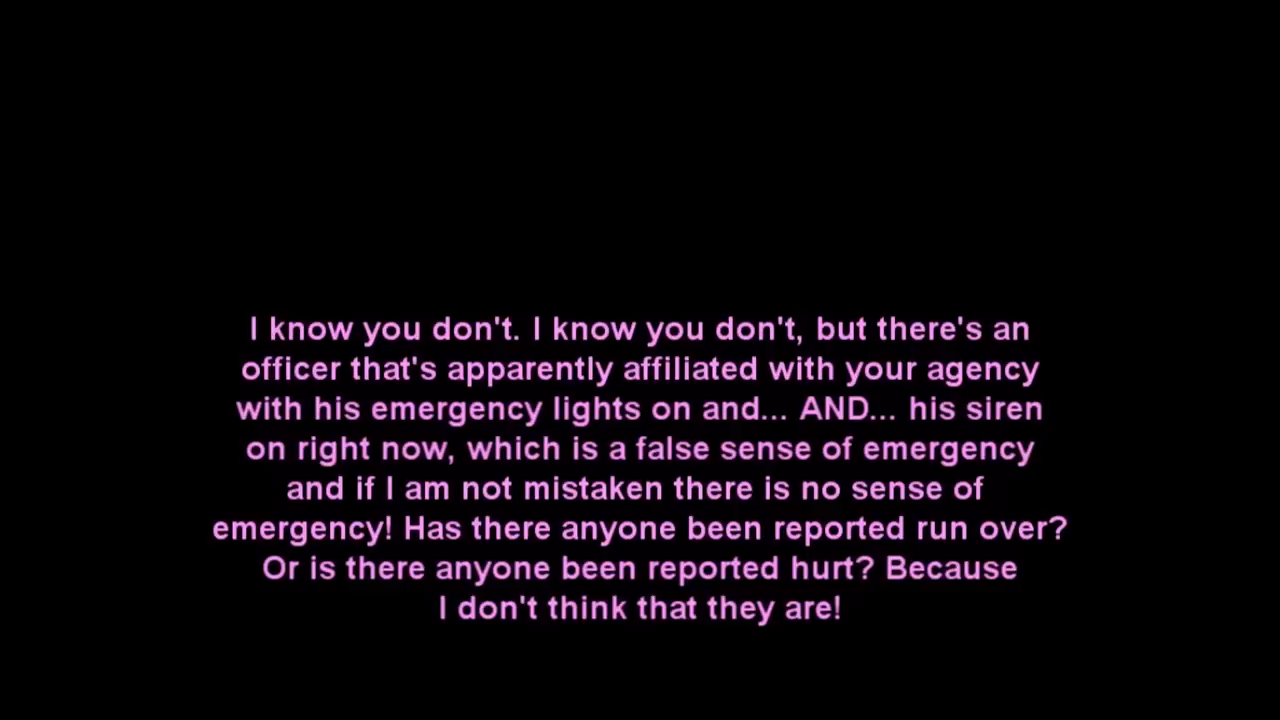 I know you don't. I know you don't, but there's an
officer that's apparently affiliated with your agency
with his emergency lights on and... AND... his siren
on right now, which is a false sense of emergency
and if I am not mistaken there is no sense of
emergency! Has there anyone been reported run over?
Or is there anyone been reported hurt? Because
I don't think that they are!